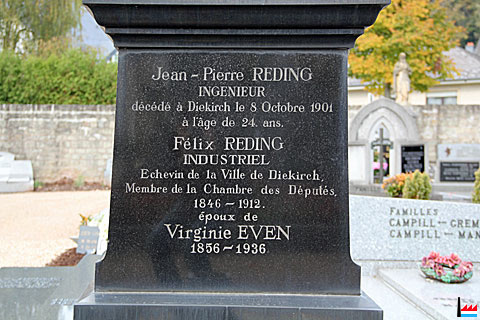 Jean-Pierre REDING
INGENIEUR
décédé à Diekirch le 8 Octobre 1901
à l'âge de 24 ans.
Félix REDING
INDUSTRIEL
Echevin de la Ville de Diekirch,
Membre de la Chambre des Députés,
1846 - 1912.
époux de
Virginie EVEN
1856 - 1936.
FAMILLES
CAMPILL - GREM
CAMPILL - MAN